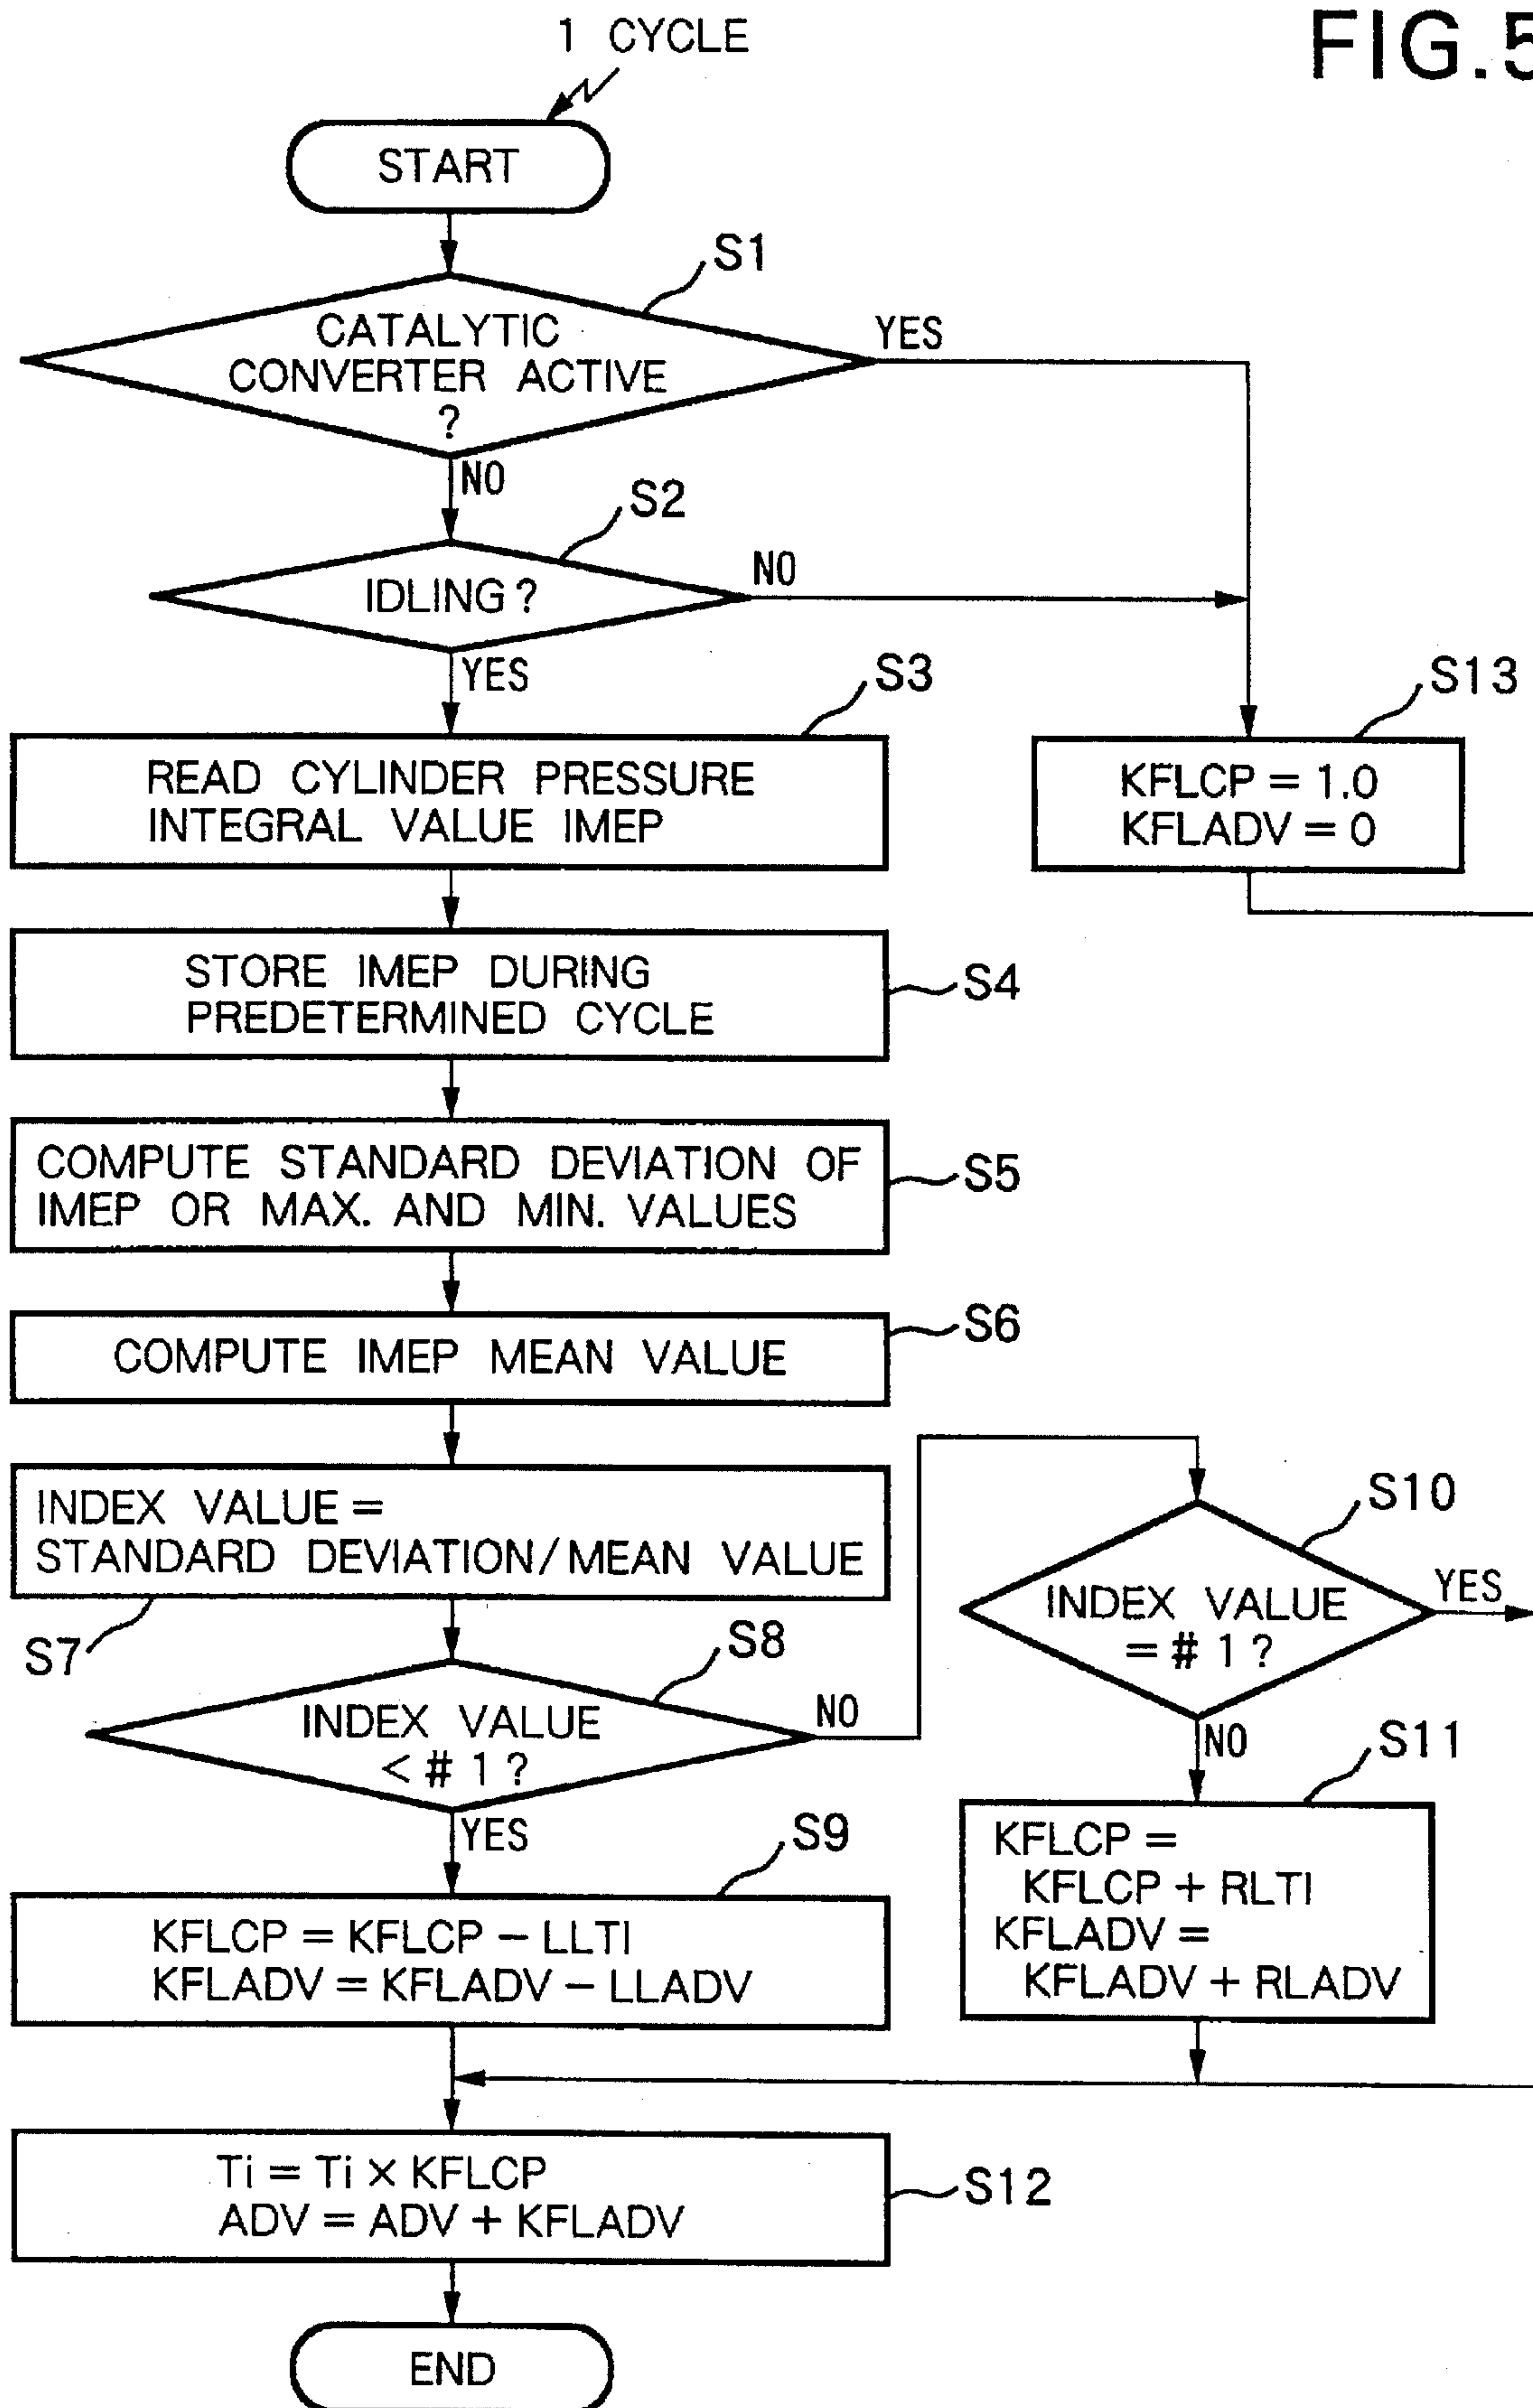 FIG.5
1 CYCLE
START
S1
CATALYTIC
CONVERTER ACTIVE
?
YES
NO
S2
IDLING?
NO
YES
S3
READ CYLINDER PRESSURE
INTEGRAL VALUE IMEP
S13
KFLCP = 1.0
KFLADV = 0
STORE IMEP DURING
PREDETERMINED CYCLE
S4
COMPUTE STANDARD DEVIATION OF
IMEP OR MAX. AND MIN. VALUES
S5
COMPUTE IMEP MEAN VALUE
S6
INDEX VALUE =
STANDARD DEVIATION/MEAN VALUE
S7
S8
INDEX VALUE
< # 1 ?
NO
YES
S10
INDEX VALUE
= # 1 ?
YES
NO
S9
KFLCP = KFLCP − LLTI
KFLADV = KFLADV − LLADV
S11
KFLCP =
KFLCP + RLTI
KFLADV =
KFLADV + RLADV
Ti = Ti × KFLCP
ADV = ADV + KFLADV
S12
END